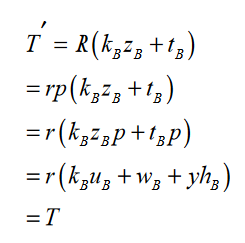 T' = R(k_B z_B + t_B)
= rp(k_B z_B + t_B)
= r(k_B z_B p + t_B p)
= r(k_B u_B + w_B + yh_B)
= T